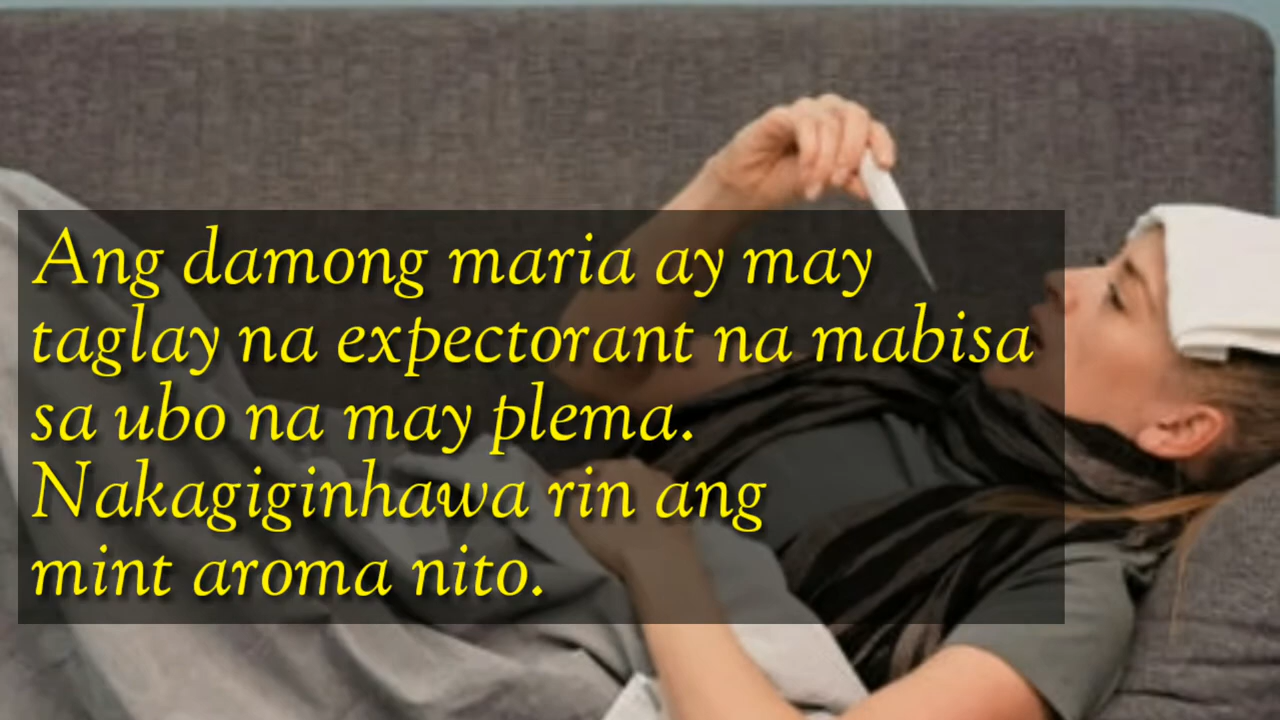 Ang damong maria ay may
taglay na expectorant na mabisa
sa ubo na may plema.
Nakagiginhawa rin ang
mint aroma nito.